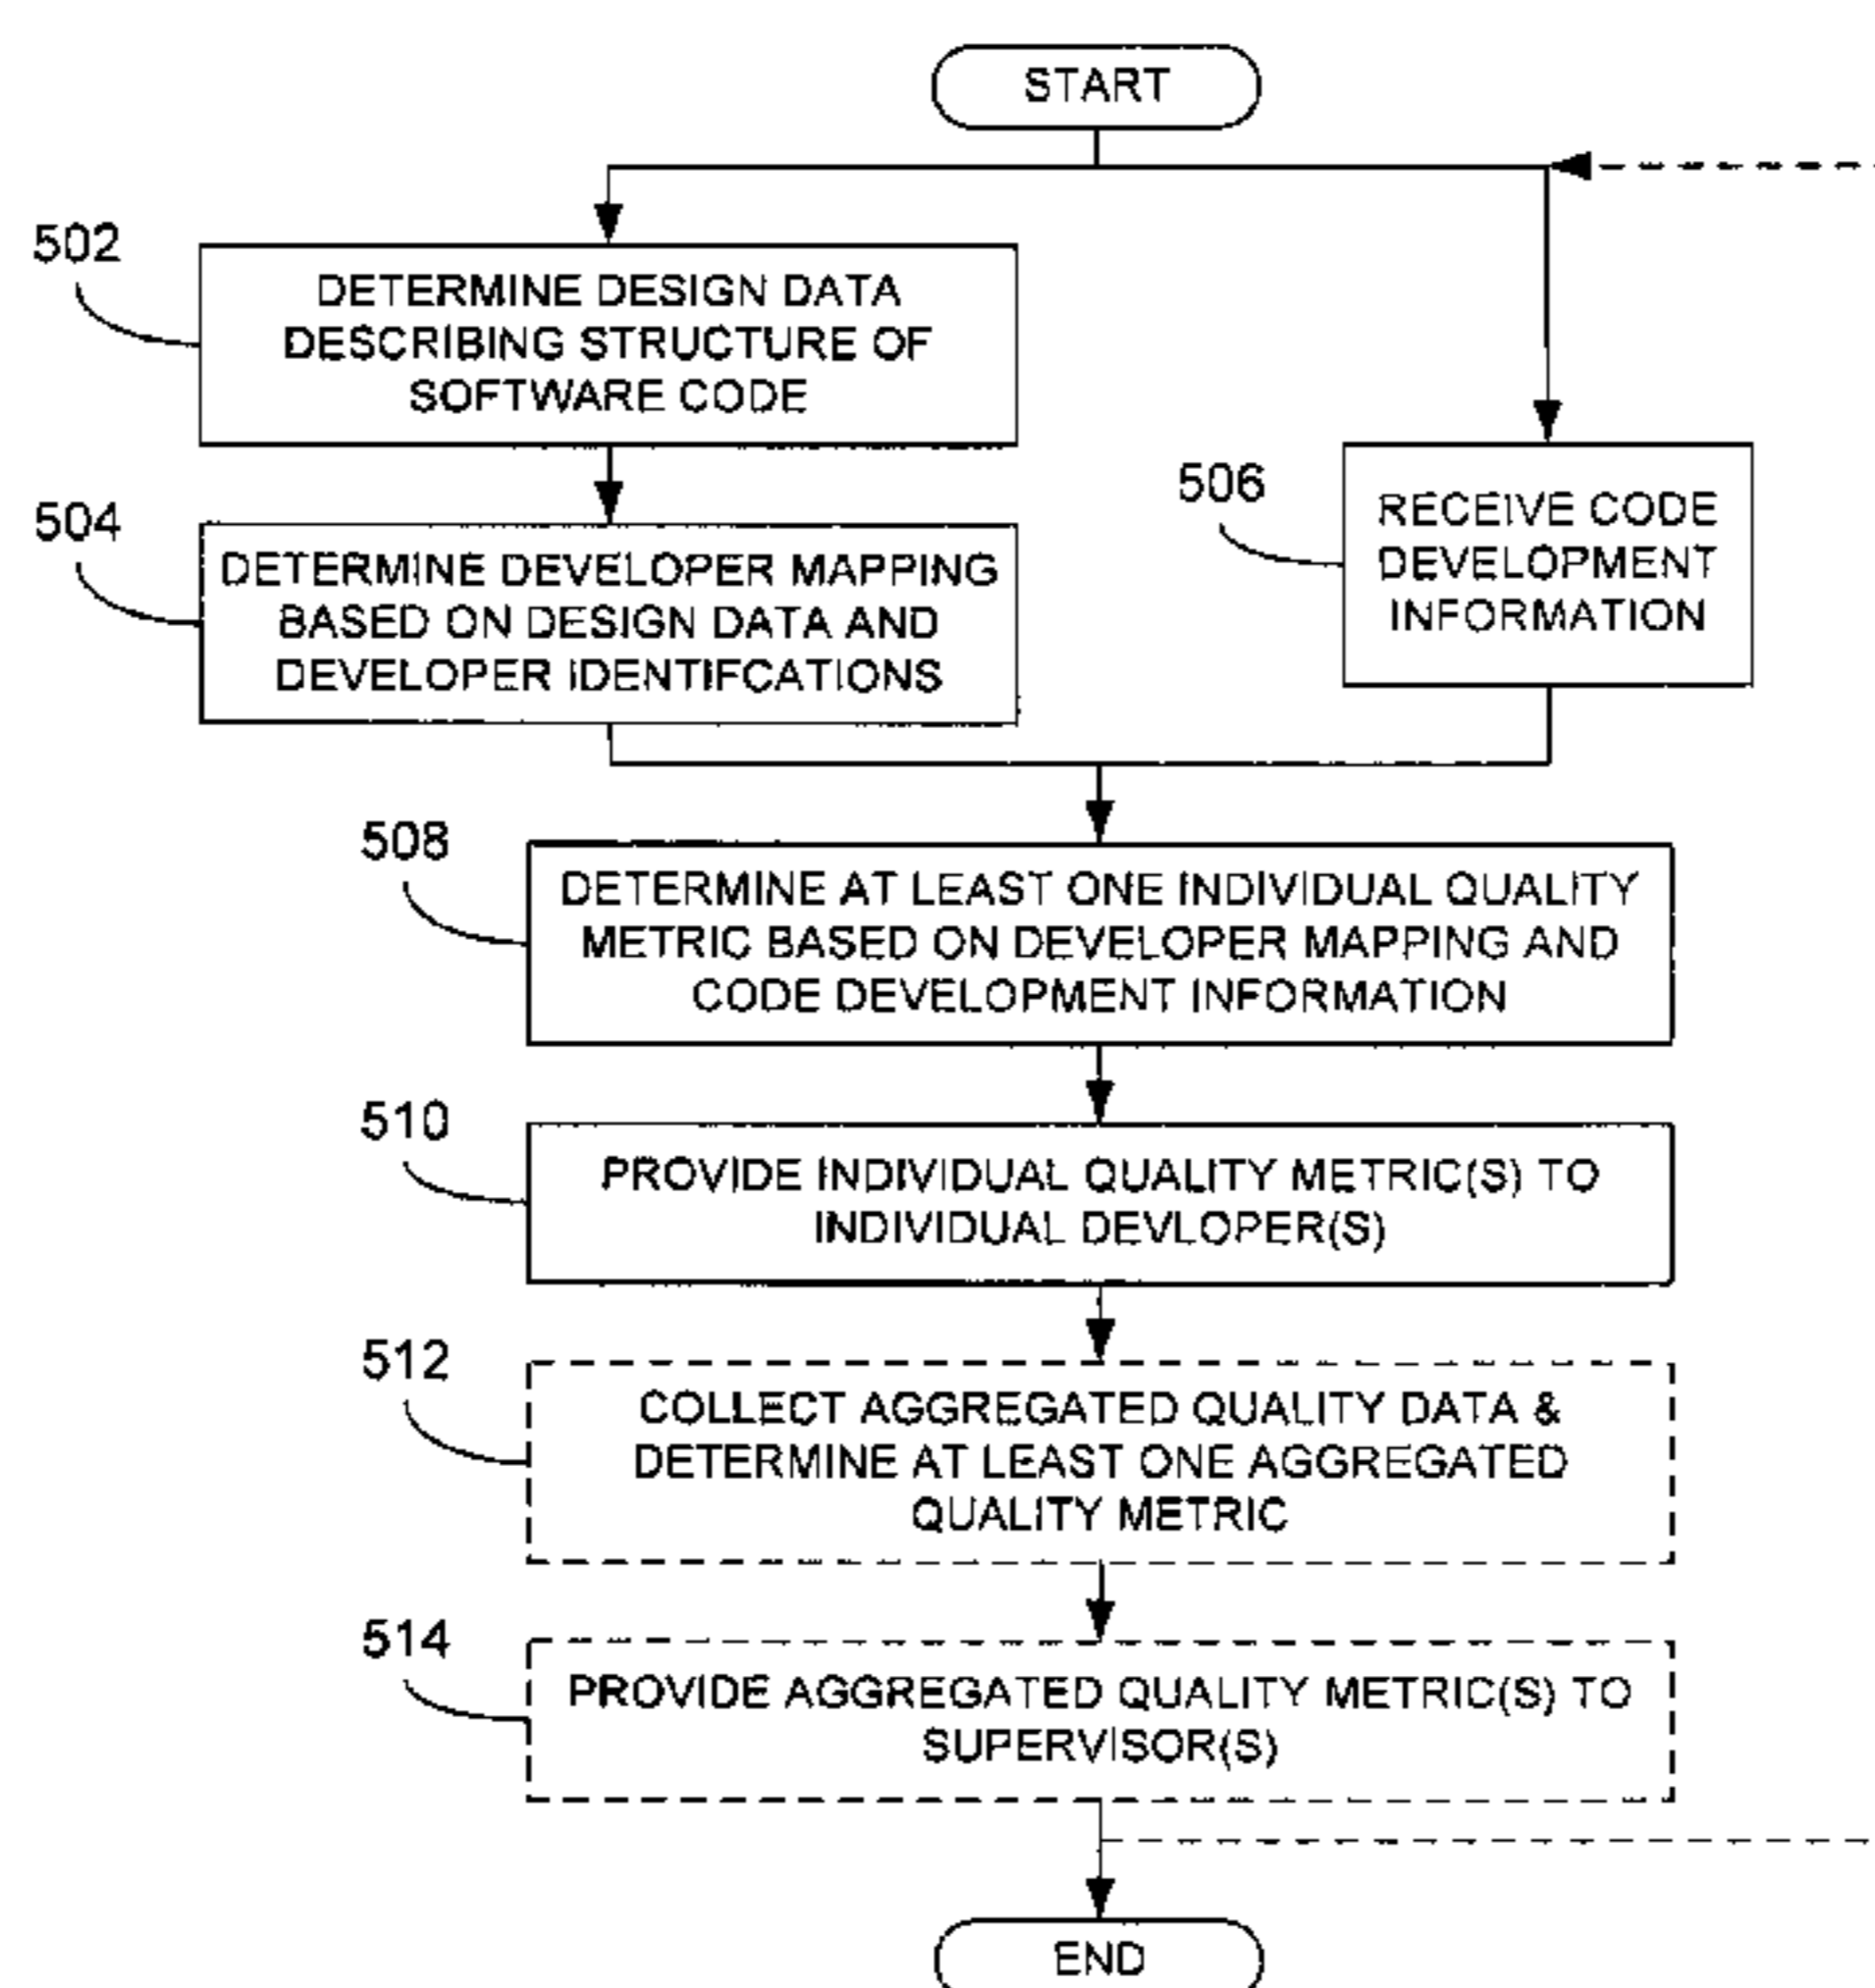 START
502
DETERMINE DESIGN DATA
DESCRIBING STRUCTURE OF
SOFTWARE CODE
504
DETERMINE DEVELOPER MAPPING
BASED ON DESIGN DATA AND
DEVELOPER IDENTIFCATIONS
506
RECEIVE CODE
DEVELOPMENT
INFORMATION
508
DETERMINE AT LEAST ONE INDIVIDUAL QUALITY
METRIC BASED ON DEVELOPER MAPPING AND
CODE DEVELOPMENT INFORMATION
510
PROVIDE INDIVIDUAL QUALITY METRIC(S) TO
INDIVIDUAL DEVLOPER(S)
512
COLLECT AGGREGATED QUALITY DATA &
DETERMINE AT LEAST ONE AGGREGATED
QUALITY METRIC
514
PROVIDE AGGREGATED QUALITY METRIC(S) TO
SUPERVISOR(S)
END